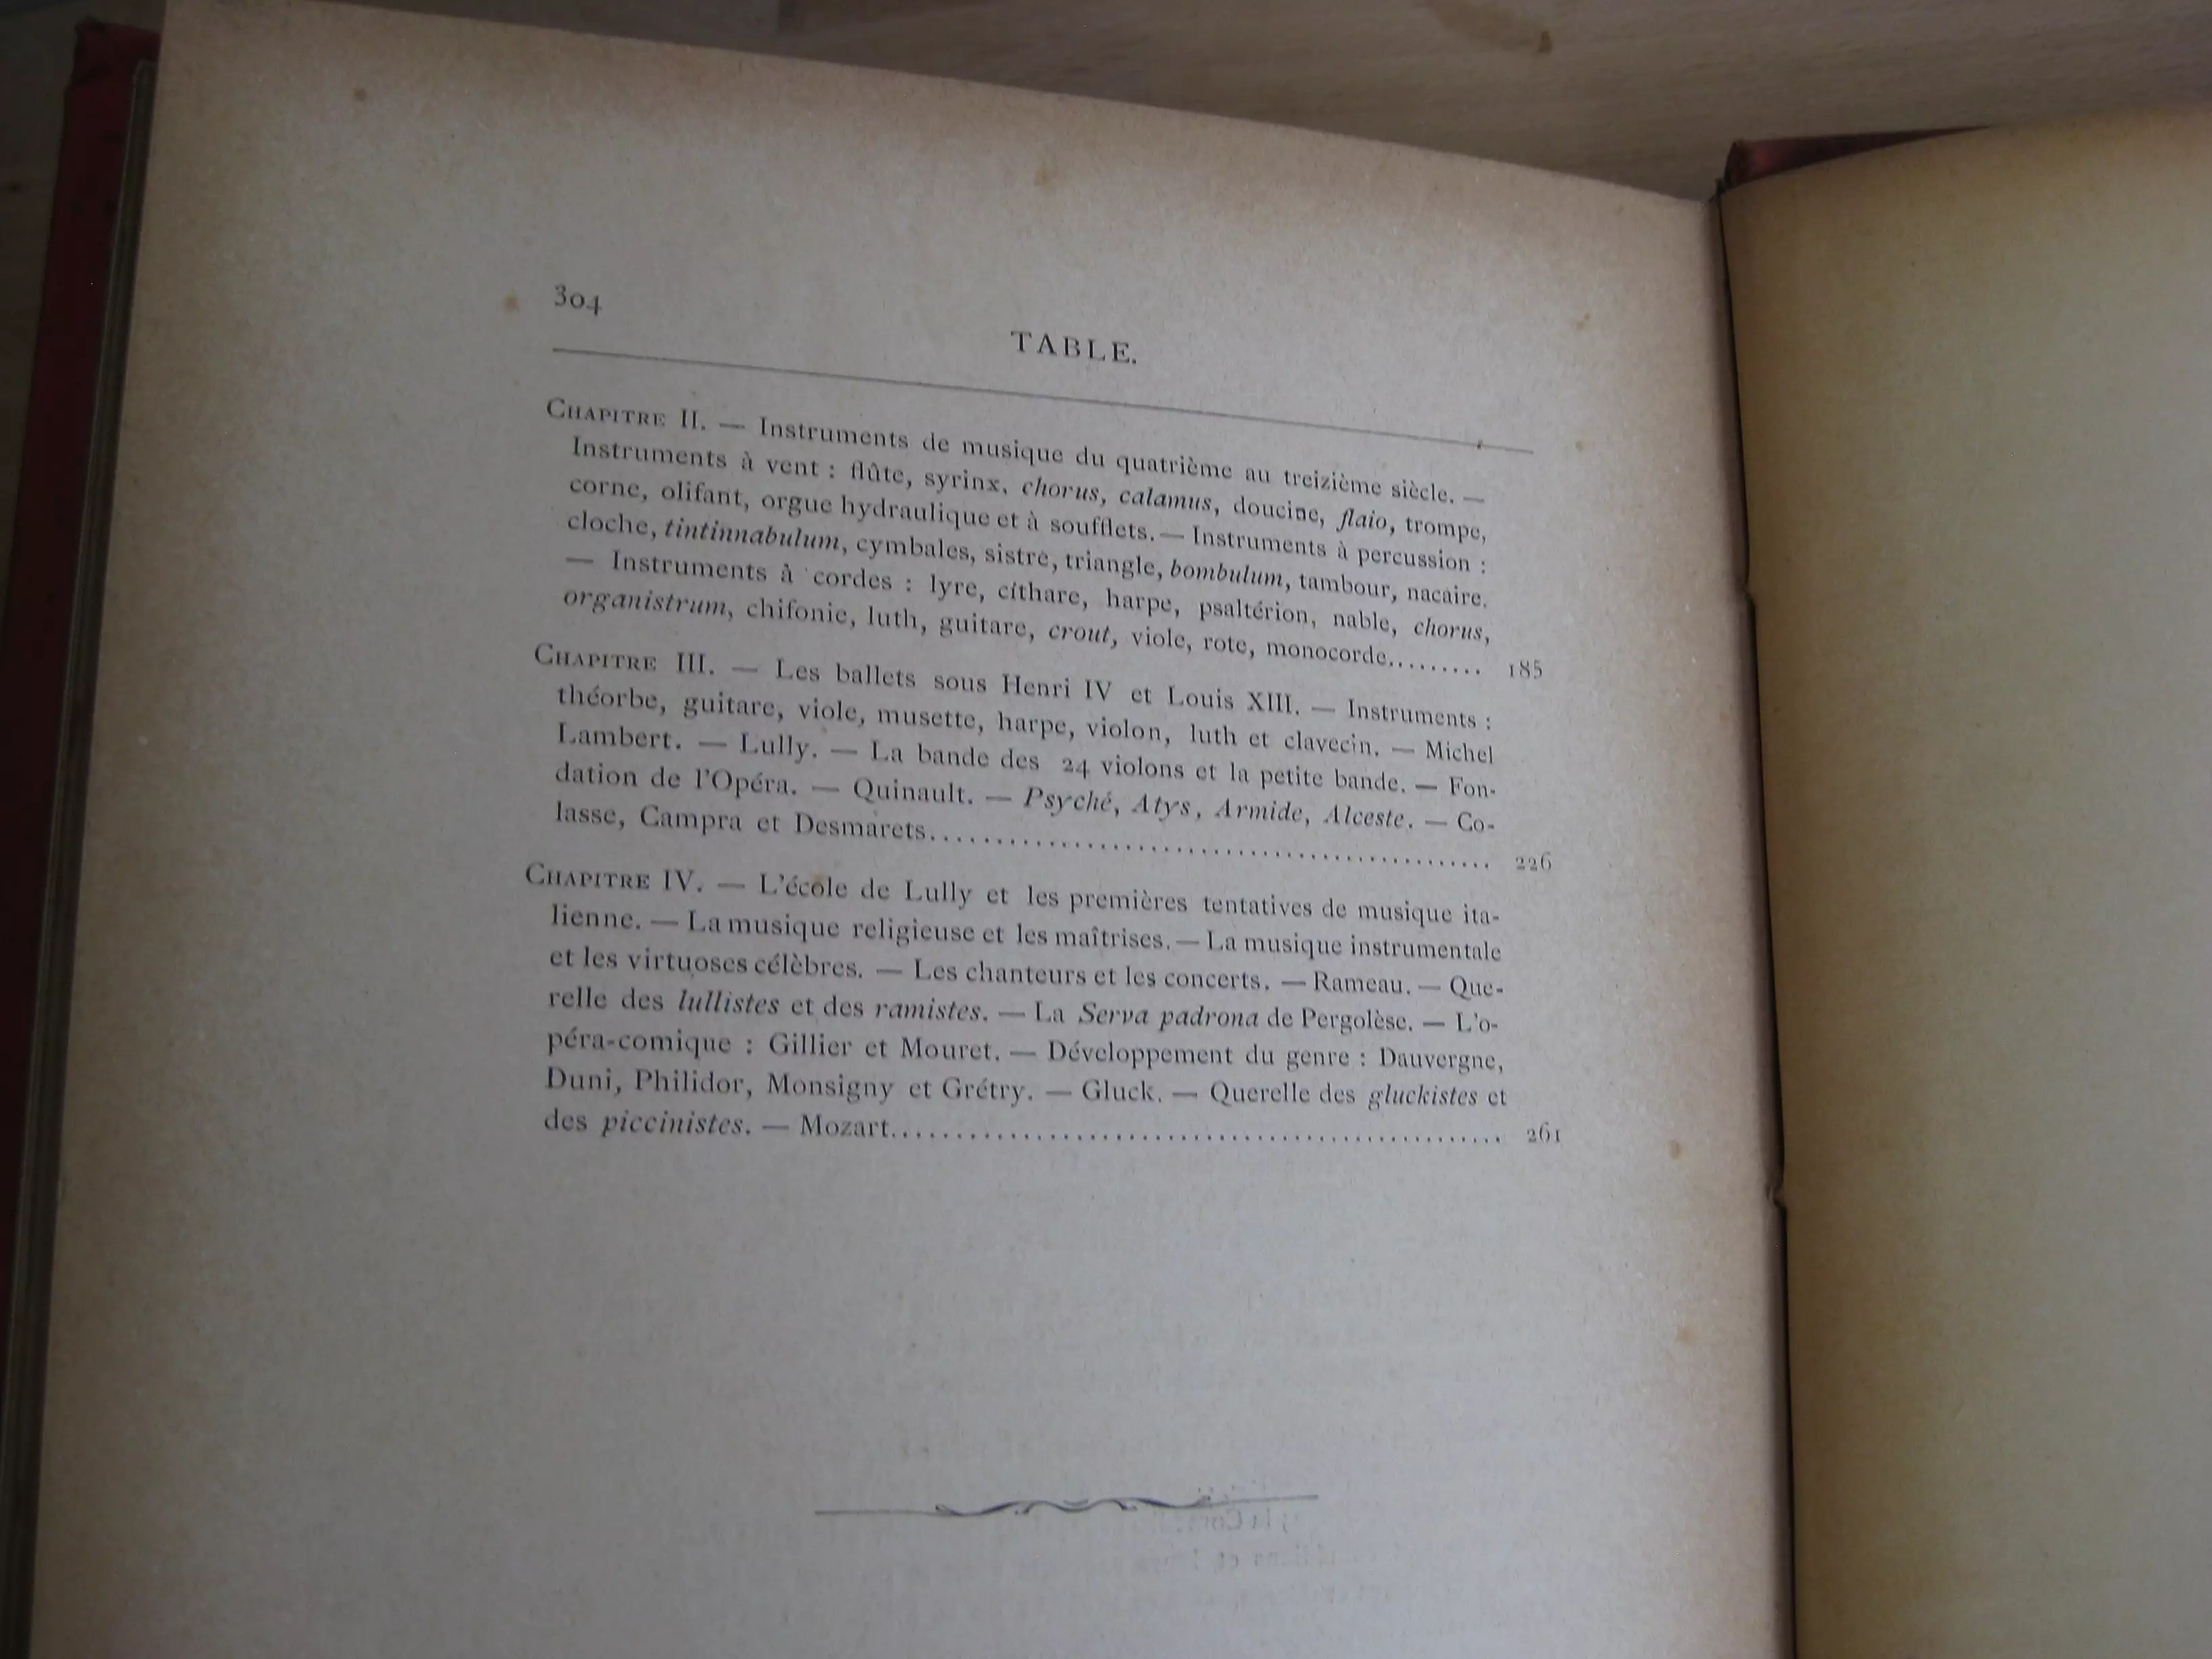 304
TABLE.
CHAPITRE II. — Instruments de musique du quatrième au treizième siècle. —
Instruments à vent : flûte, syrinx, chorus, calamus, doucine, flaio, trompe,
corne, olifant, orgue hydraulique et à soufflets. — Instruments à percussion :
cloche, tintinnabulum, cymbales, sistre, triangle, bombulum, tambour, nacaire.
— Instruments à cordes : lyre, cithare, harpe, psaltérion, nable, chorus,
organistrum, chifonie, luth, guitare, crout, viole, rote, monocorde......... 185
CHAPITRE III. — Les ballets sous Henri IV et Louis XIII. — Instruments :
théorbe, guitare, viole, musette, harpe, violon, luth et clavecin. — Michel
Lambert. — Lully. — La bande des 24 violons et la petite bande. — Fon-
dation de l'Opéra. — Quinault. — Psyché, Atys, Armide, Alceste. — Co-
lasse, Campra et Desmarets............................................. 226
CHAPITRE IV. — L'école de Lully et les premières tentatives de musique ita-
lienne. — La musique religieuse et les maîtrises. — La musique instrumentale
et les virtuoses célèbres. — Les chanteurs et les concerts. — Rameau. — Que-
relle des lullistes et des ramistes. — La Serva padrona de Pergolèse. — L'o-
péra-comique : Gillier et Mouret. — Développement du genre : Dauvergne,
Duni, Philidor, Monsigny et Grétry. — Gluck. — Querelle des gluckistes et
des piccinistes. — Mozart................................................ 261